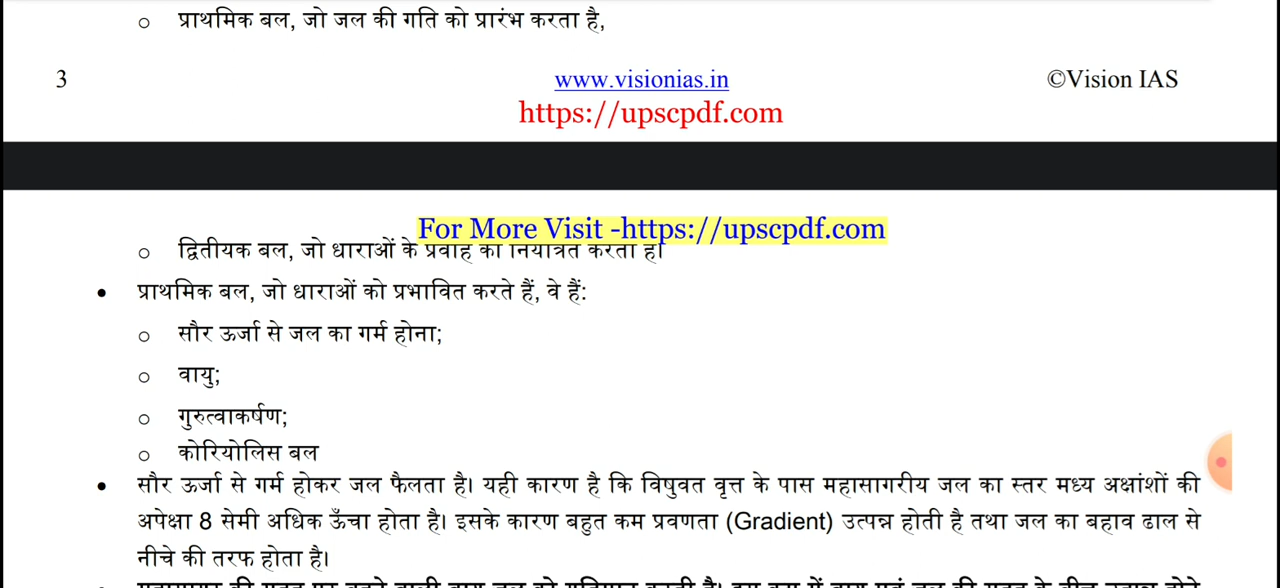 ○ प्राथमिक बल, जो जल की गति को प्रारंभ करता है,
3 www.visionias.in ©Vision IAS
https://upscpdf.com
For More Visit -https://upscpdf.com
○ द्वितीयक बल, जो धाराओं के प्रवाह को नियंत्रित करता है।
● प्राथमिक बल, जो धाराओं को प्रभावित करते हैं, वे हैं:
○ सौर ऊर्जा से जल का गर्म होना;
○ वायु;
○ गुरुत्वाकर्षण;
○ कोरियोलिस बल
● सौर ऊर्जा से गर्म होकर जल फैलता है। यही कारण है कि विषुवत वृत्त के पास महासागरीय जल का स्तर मध्य अक्षांशों की
अपेक्षा 8 सेमी अधिक ऊँचा होता है। इसके कारण बहुत कम प्रवणता (Gradient) उत्पन्न होती है तथा जल का बहाव ढाल से
नीचे की तरफ होता है।